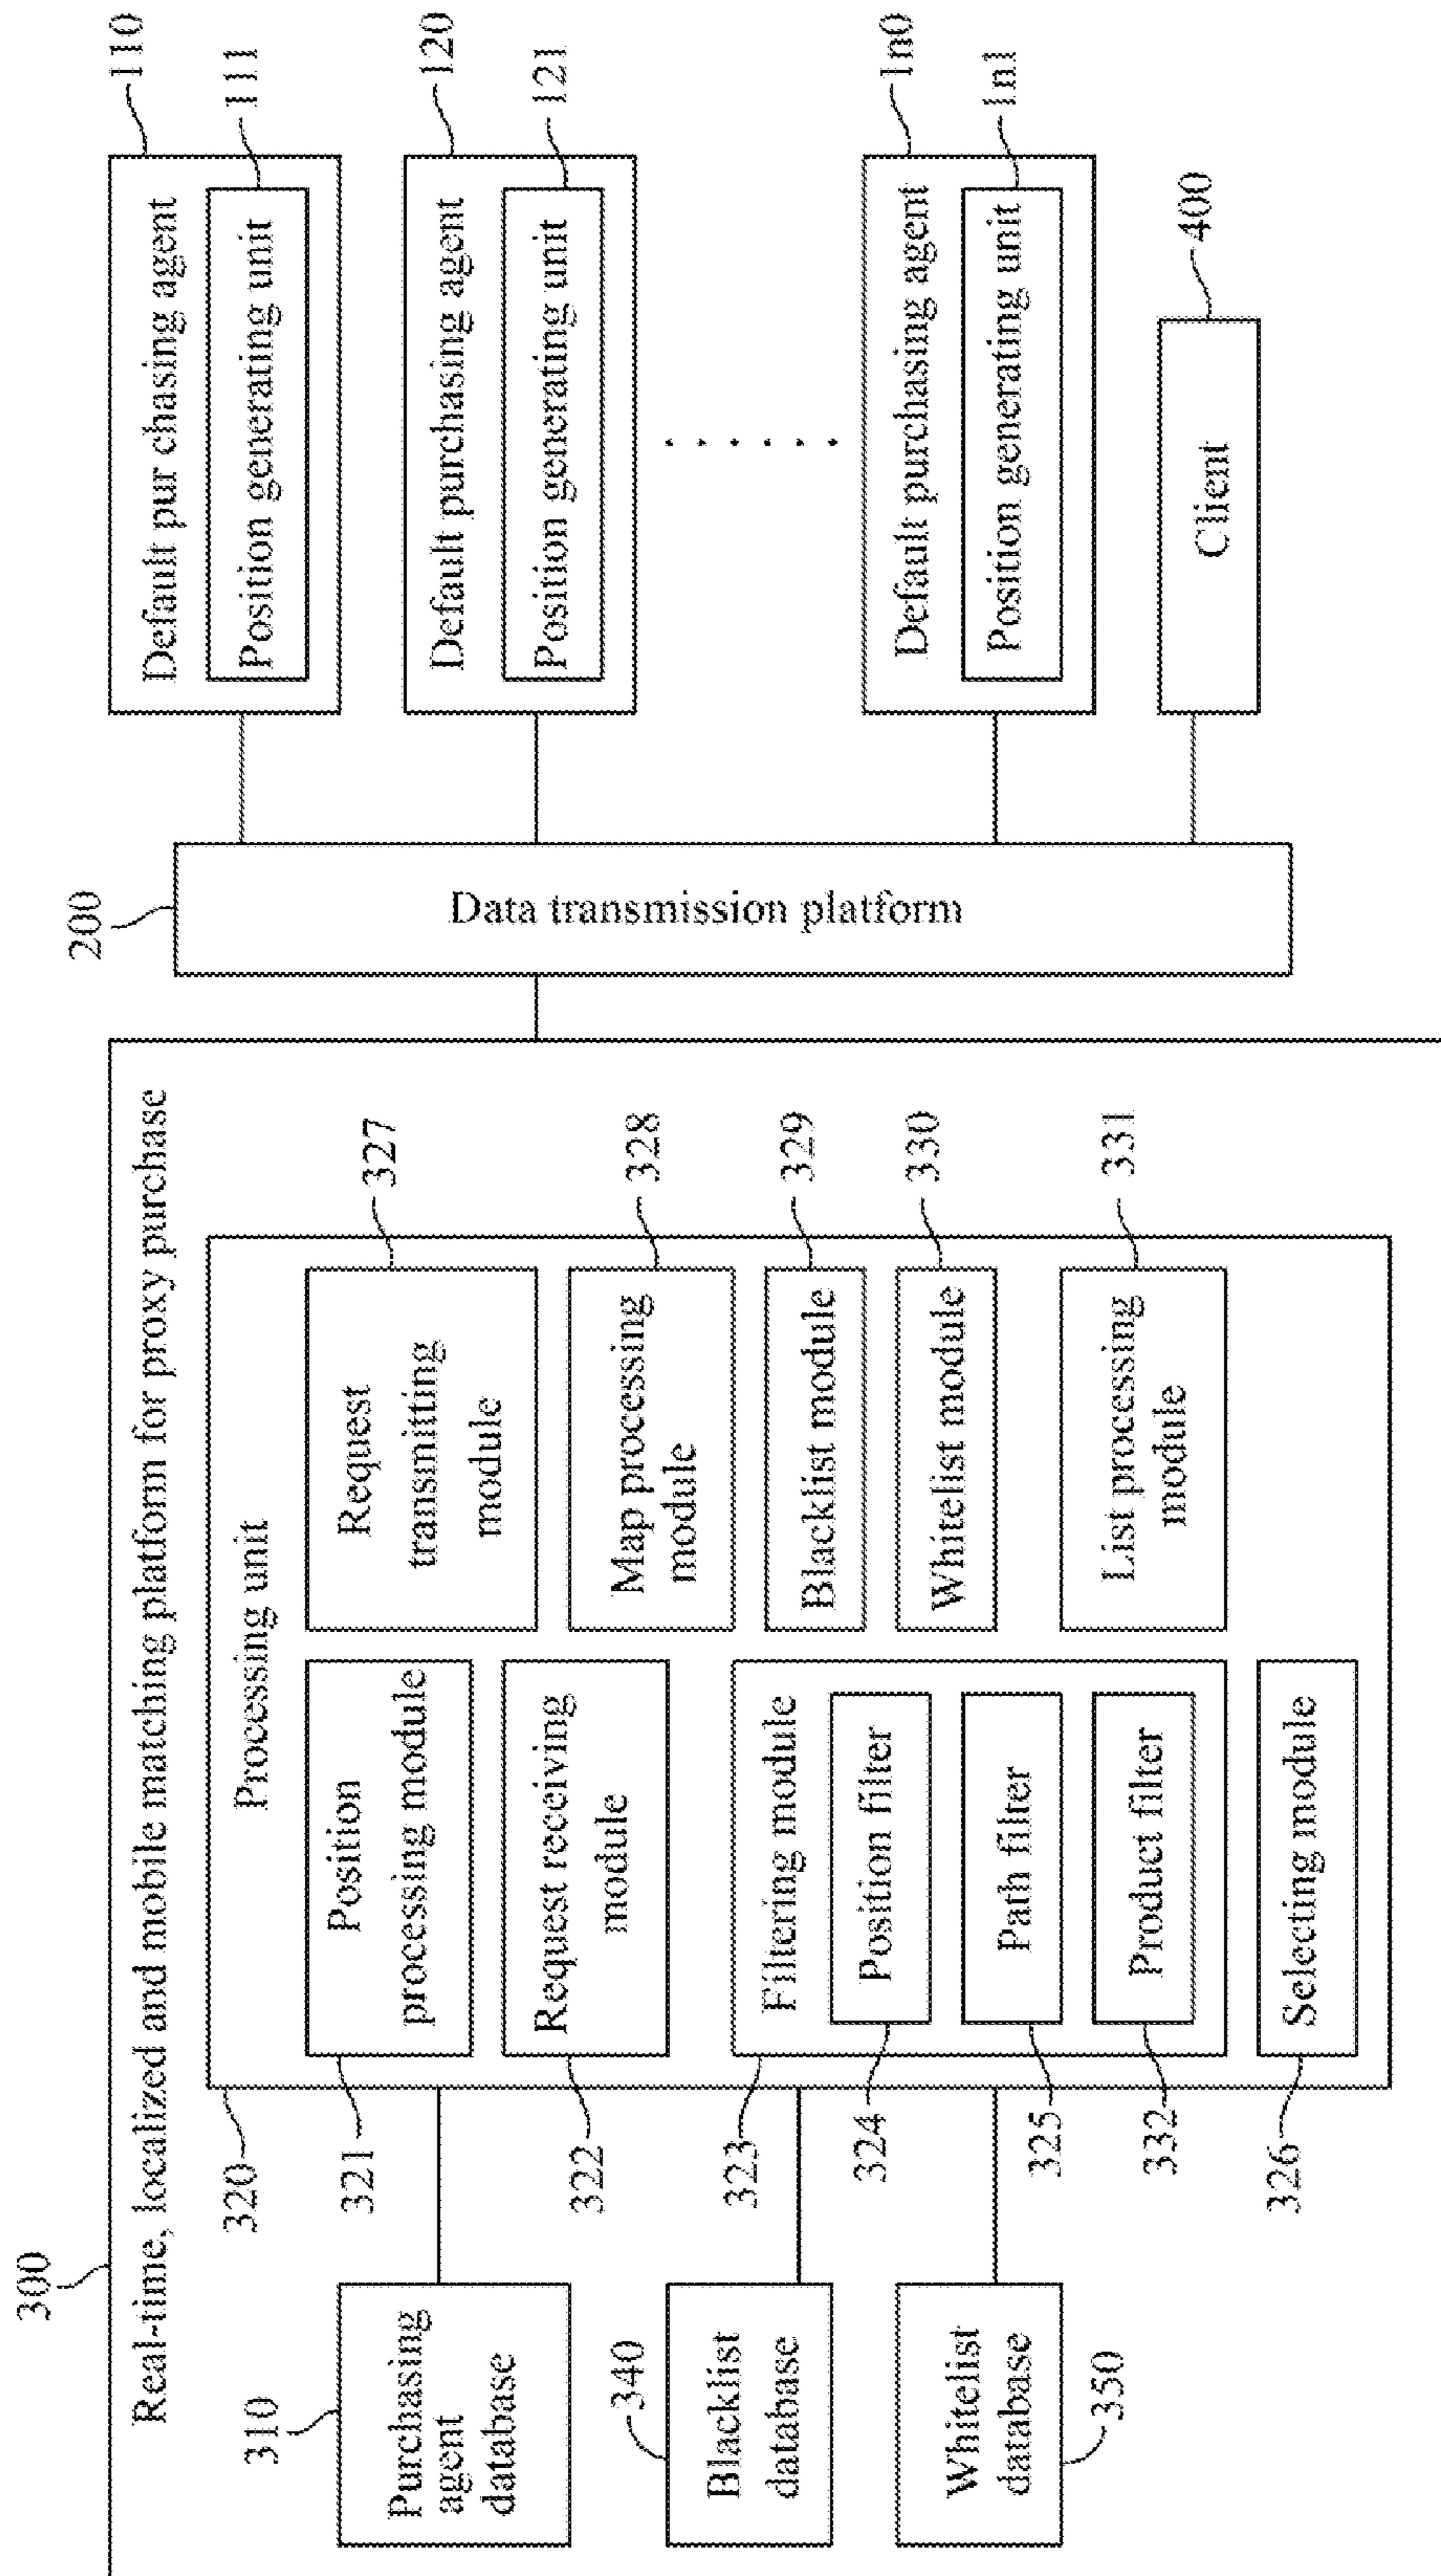 300
Real-time, localized and mobile matching platform for proxy purchase
310
Purchasing
agent
database
340
Blacklist
database
Whitelist
database
350
320
Processing unit
321
Position
processing module
322
Request receiving
module
323
Filtering module
324
Position filter
325
Path filter
332
Product filter
326
Selecting module
Request
transmitting
module
327
Map processing
module
328
Blacklist module
329
Whitelist module
330
List processing
module
331
200
Data transmission platform
Default pur chasing agent
110
Position generating unit
111
Default purchasing agent
120
Position generating unit
121
......
Default purchasing agent
1n0
Position generating unit
1n1
Client
400